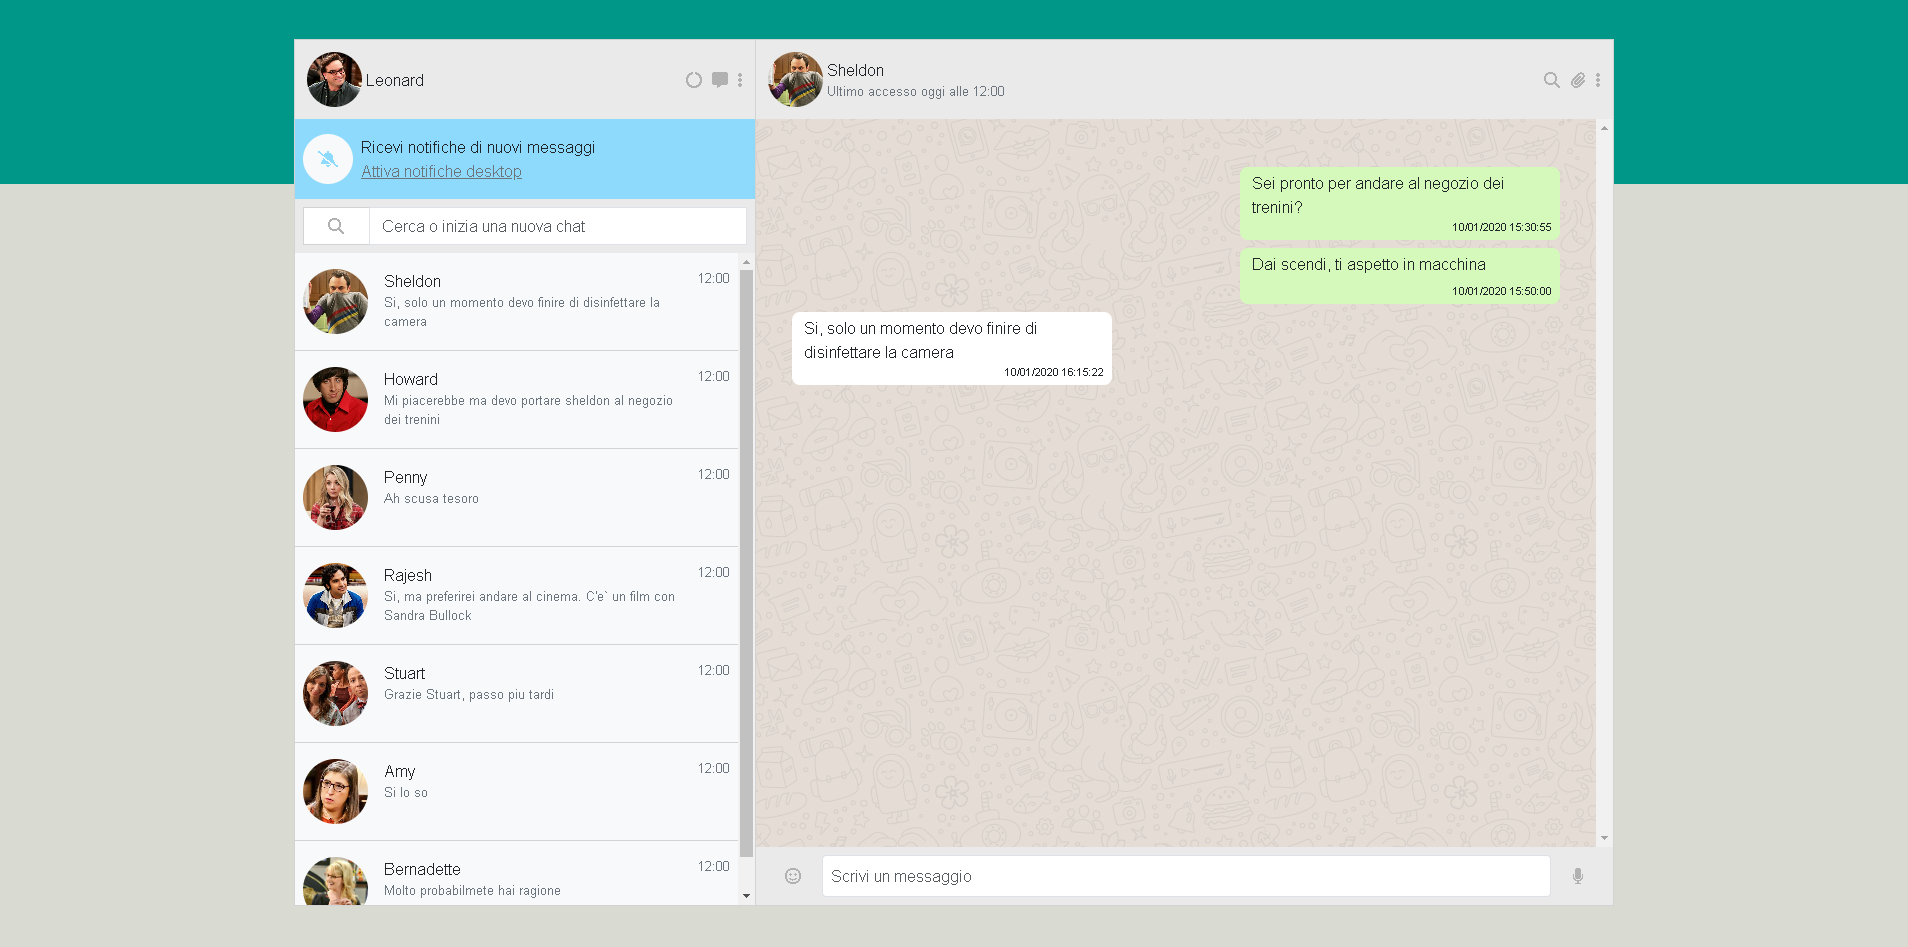 Leonard
Ricevi notifiche di nuovi messaggi
Attiva notifiche desktop
Cerca o inizia una nuova chat
Sheldon
12:00
Si, solo un momento devo finire di disinfettare la
camera
Howard
12:00
Mi piacerebbe ma devo portare sheldon al negozio
dei trenini
Penny
12:00
Ah scusa tesoro
Rajesh
12:00
Si, ma preferirei andare al cinema. C'e` un film con
Sandra Bullock
Stuart
12:00
Grazie Stuart, passo piu tardi
Amy
12:00
Si lo so
Bernadette
12:00
Molto probabilmete hai ragione
Sheldon
Ultimo accesso oggi alle 12:00
Sei pronto per andare al negozio dei
trenini?
10/01/2020 15:30:55
Dai scendi, ti aspetto in macchina
10/01/2020 15:50:00
Si, solo un momento devo finire di
disinfettare la camera
10/01/2020 16:15:22
Scrivi un messaggio